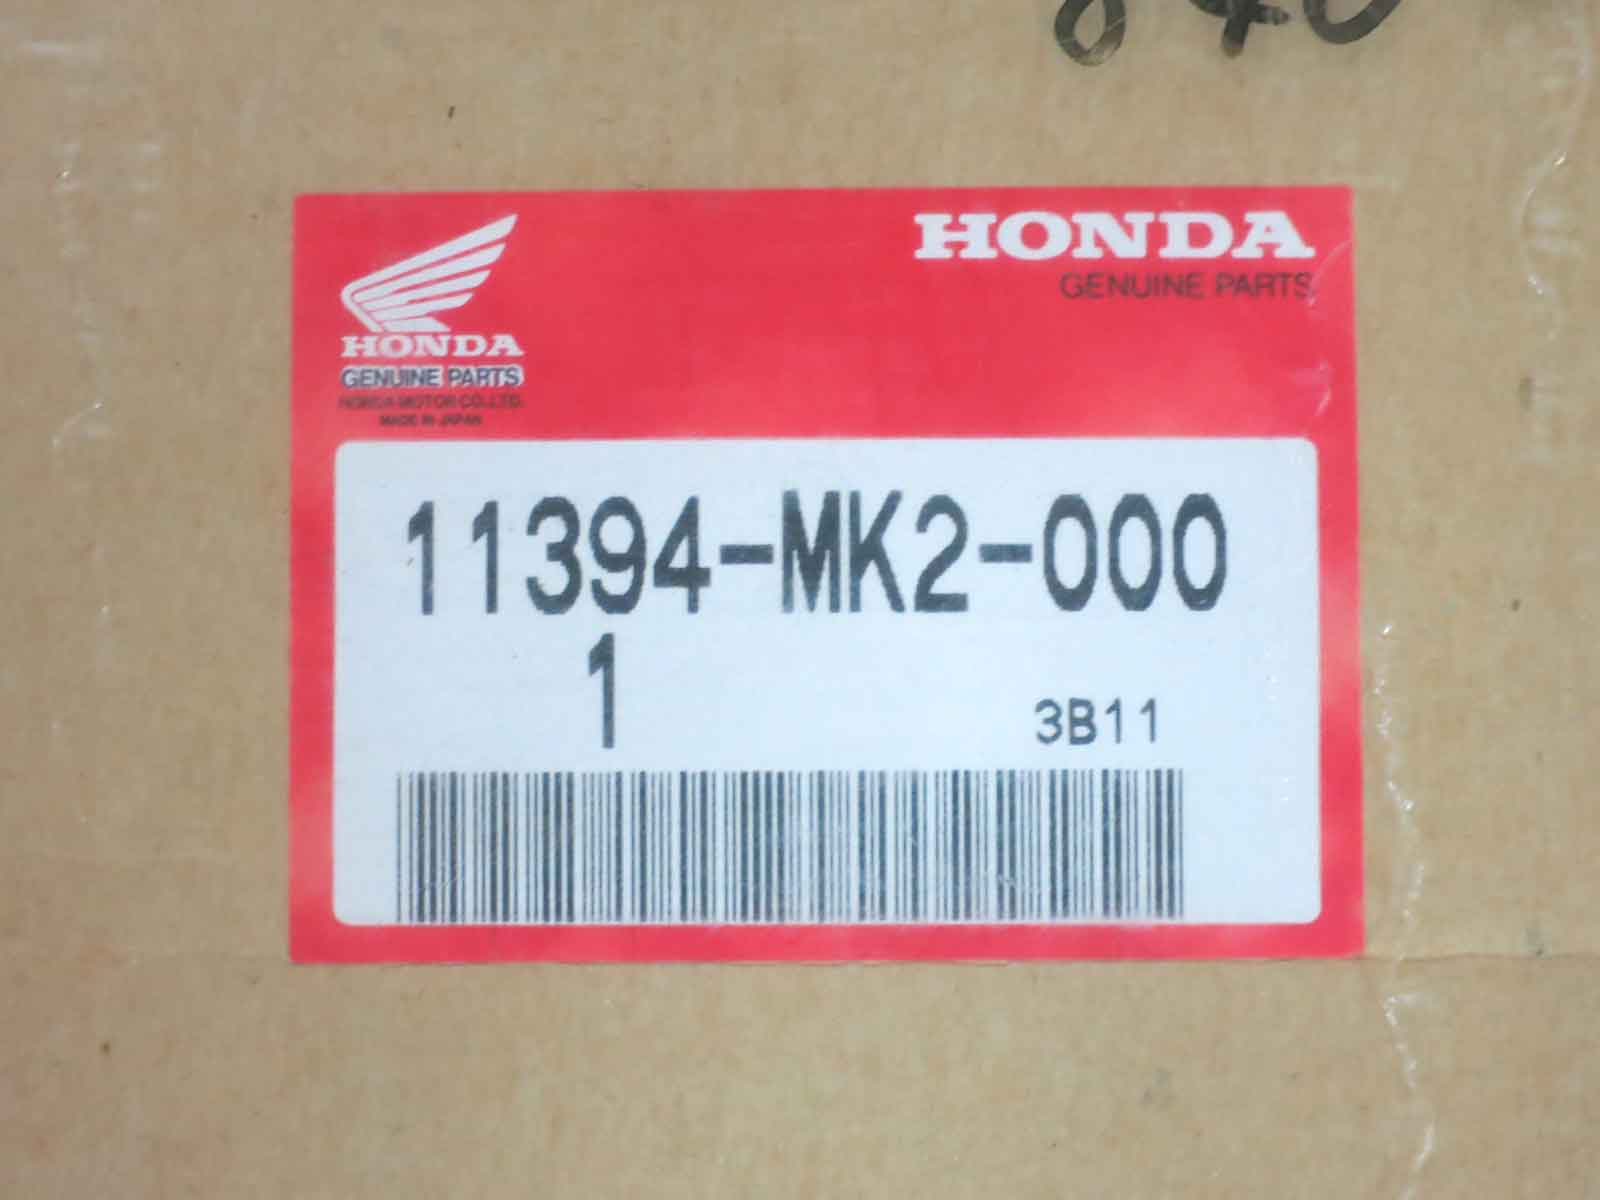 HONDA
GENUINE PARTS
HONDA
GENUINE PARTS
HONDA MOTOR CO.,LTD.
MADE IN JAPAN
11394-MK2-000
1
3B11